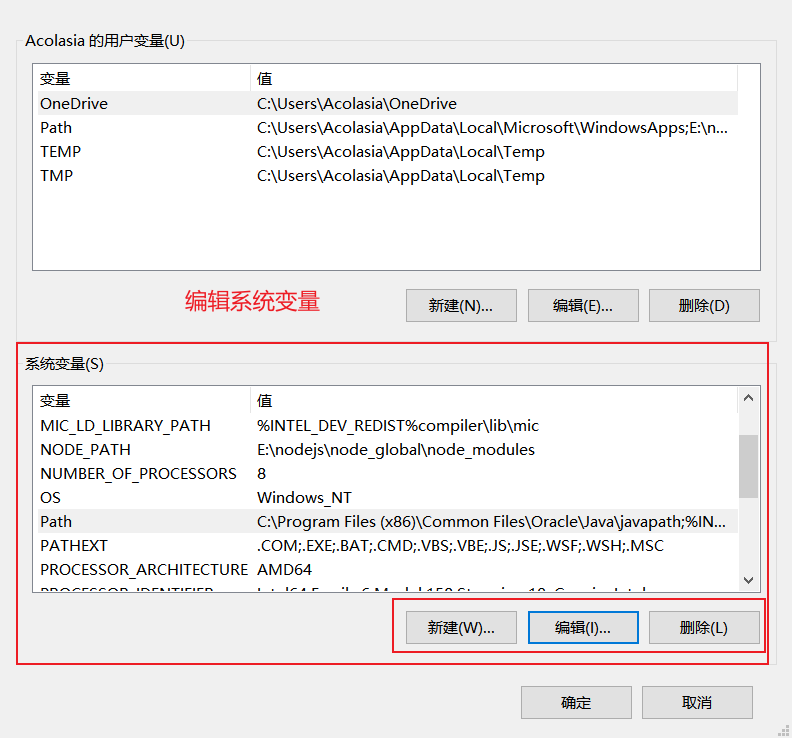 Acolasia 的用户变量(U)
变量 值
OneDrive C:\Users\Acolasia\OneDrive
Path C:\Users\Acolasia\AppData\Local\Microsoft\WindowsApps;E:\n...
TEMP C:\Users\Acolasia\AppData\Local\Temp
TMP C:\Users\Acolasia\AppData\Local\Temp
编辑系统变量
新建(N)... 编辑(E)... 删除(D)
系统变量(S)
变量 值
MIC_LD_LIBRARY_PATH %INTEL_DEV_REDIST%compiler\lib\mic
NODE_PATH E:\nodejs\node_global\node_modules
NUMBER_OF_PROCESSORS 8
OS Windows_NT
Path C:\Program Files (x86)\Common Files\Oracle\Java\javapath;%IN...
PATHEXT .COM;.EXE;.BAT;.CMD;.VBS;.VBE;.JS;.JSE;.WSF;.WSH;.MSC
PROCESSOR_ARCHITECTURE AMD64
新建(W)... 编辑(I)... 删除(L)
确定 取消